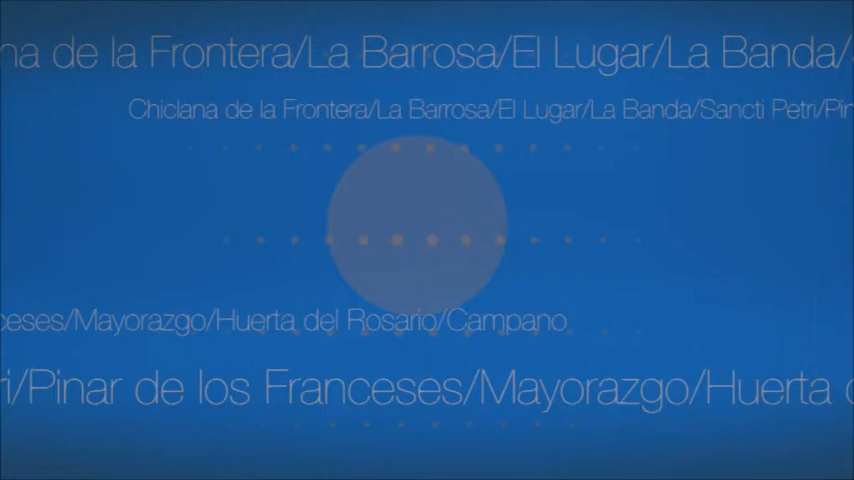 na de la Frontera/La Barrosa/El Lugar/La Banda/
Chiclana de la Frontera/La Barrosa/El Lugar/La Banda/Sancti Petri/Pin
ceses/Mayorazgo/Huerta del Rosario/Campano
ri/Pinar de los Franceses/Mayorazgo/Huerta